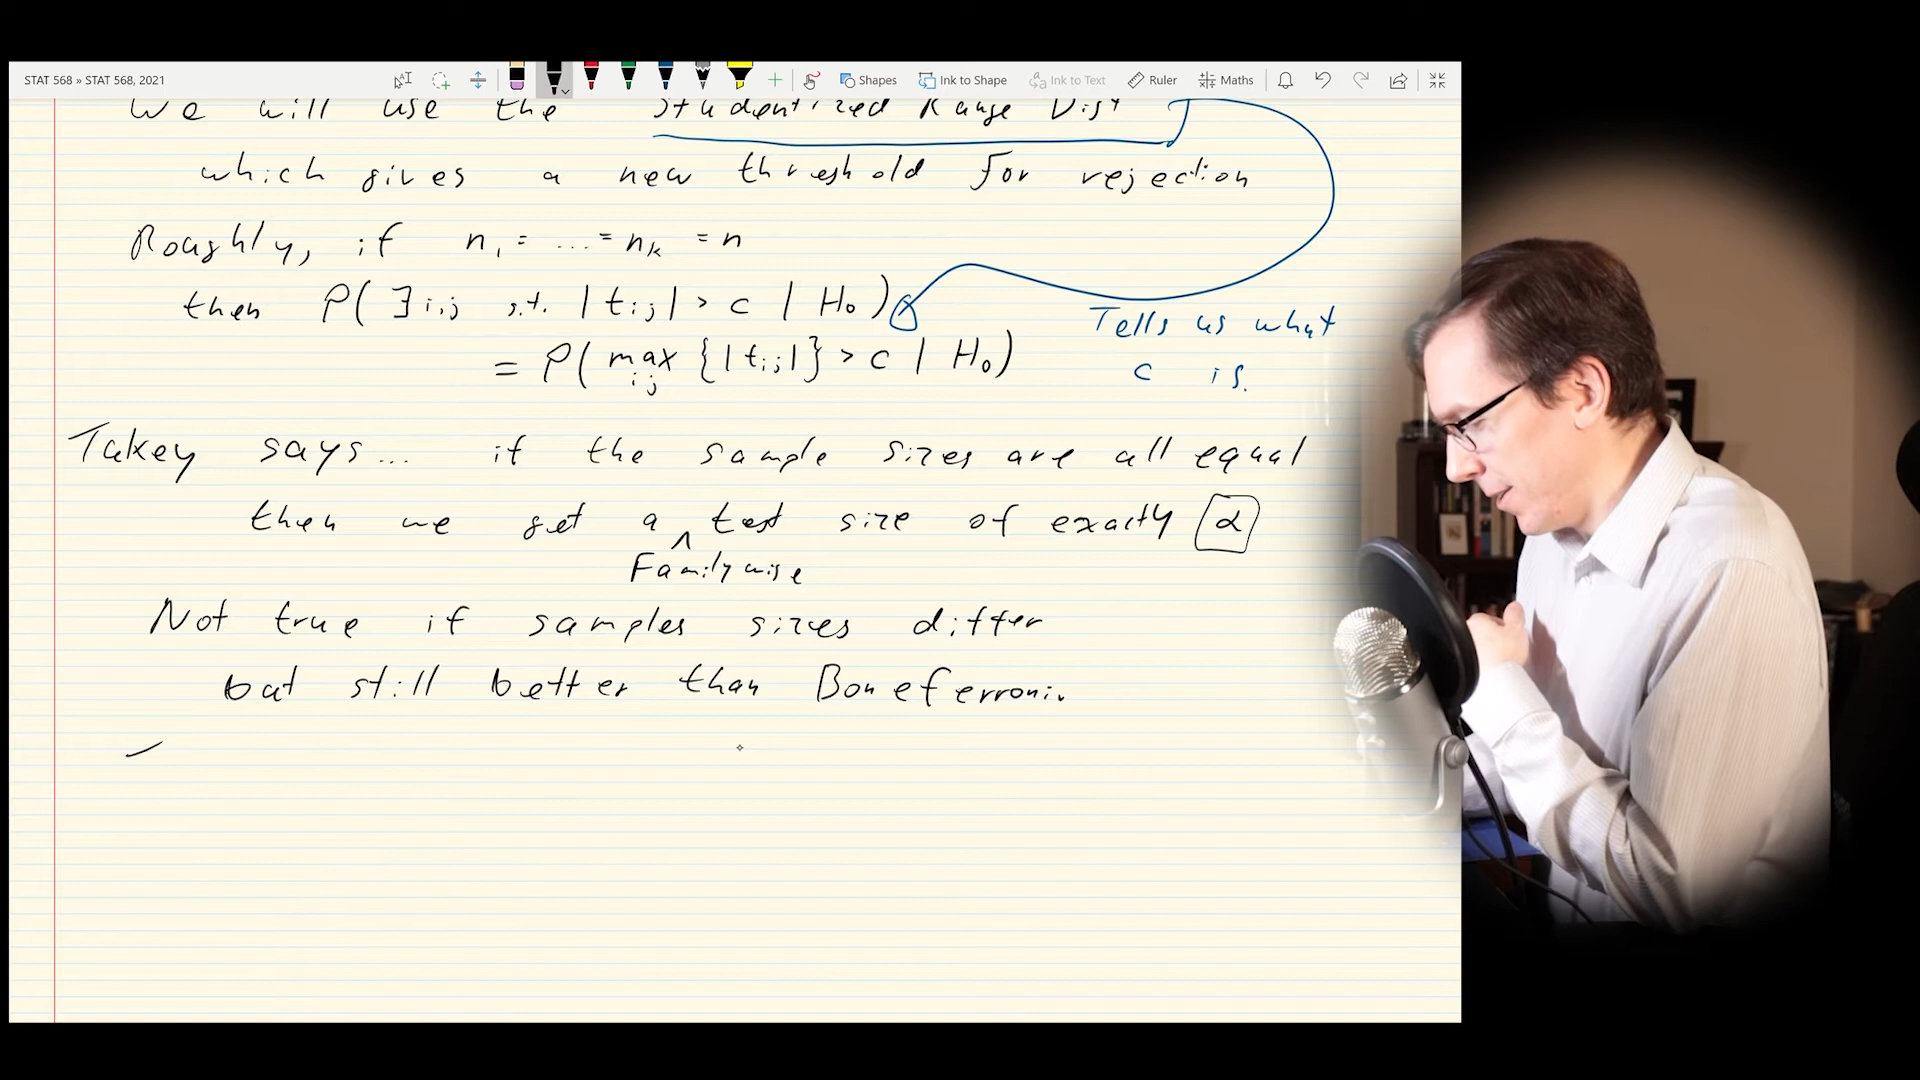 STAT 568 » STAT 568, 2021
Shapes Ink to Shape Ink to Text Ruler Maths
We will use the Studentized Range Dist
which gives a new threshold for rejection
Roughly, if n₁ = ... = nₖ = n
then P( ∃ i,j s.t. |tᵢⱼ| > c | H₀ )
Tells us what
c is.
= P( max {|tᵢⱼ|} > c | H₀ )
ij
Tukey says... if the sample sizes are all equal
then we get a ^ test size of exactly α
Familywise
Not true if samples sizes differ
but still better than Boneferroni.